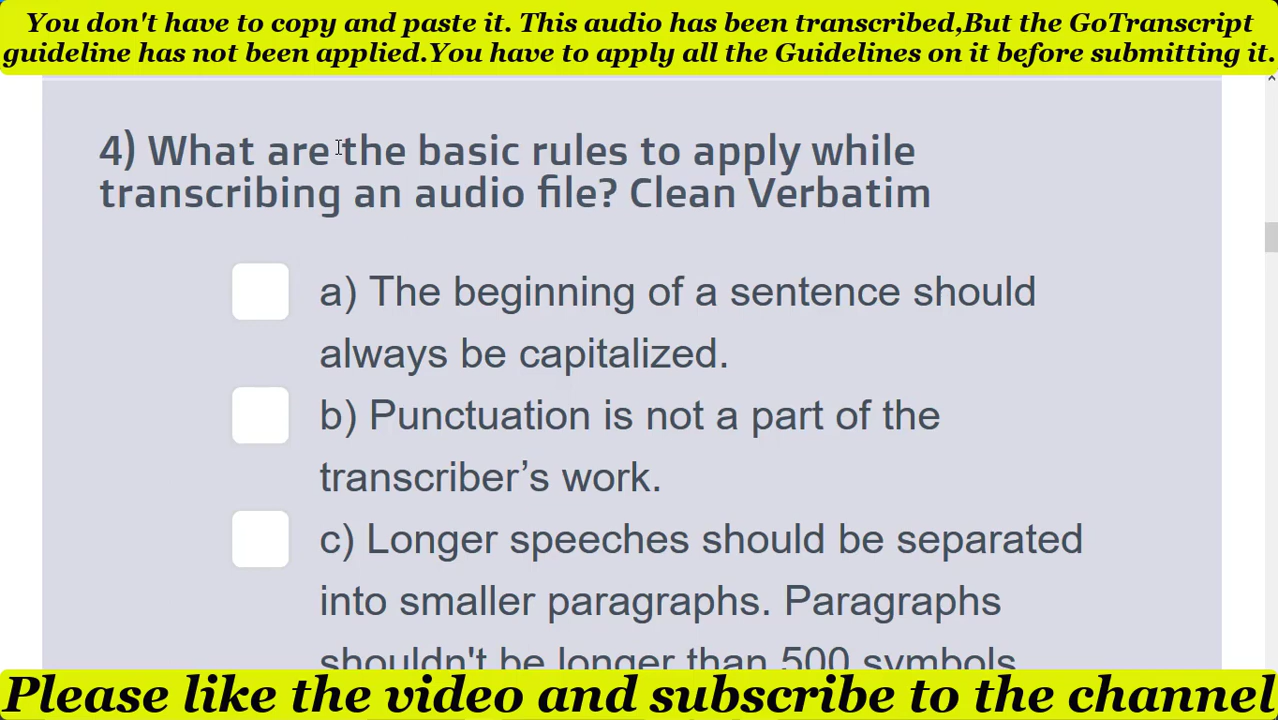 You don't have to copy and paste it. This audio has been transcribed,But the GoTranscript
guideline has not been applied.You have to apply all the Guidelines on it before submitting it.
4) What are the basic rules to apply while
transcribing an audio file? Clean Verbatim
a) The beginning of a sentence should
always be capitalized.
b) Punctuation is not a part of the
transcriber’s work.
c) Longer speeches should be separated
into smaller paragraphs. Paragraphs
shouldn't be longer than 500 symbols
Please like the video and subscribe to the channel